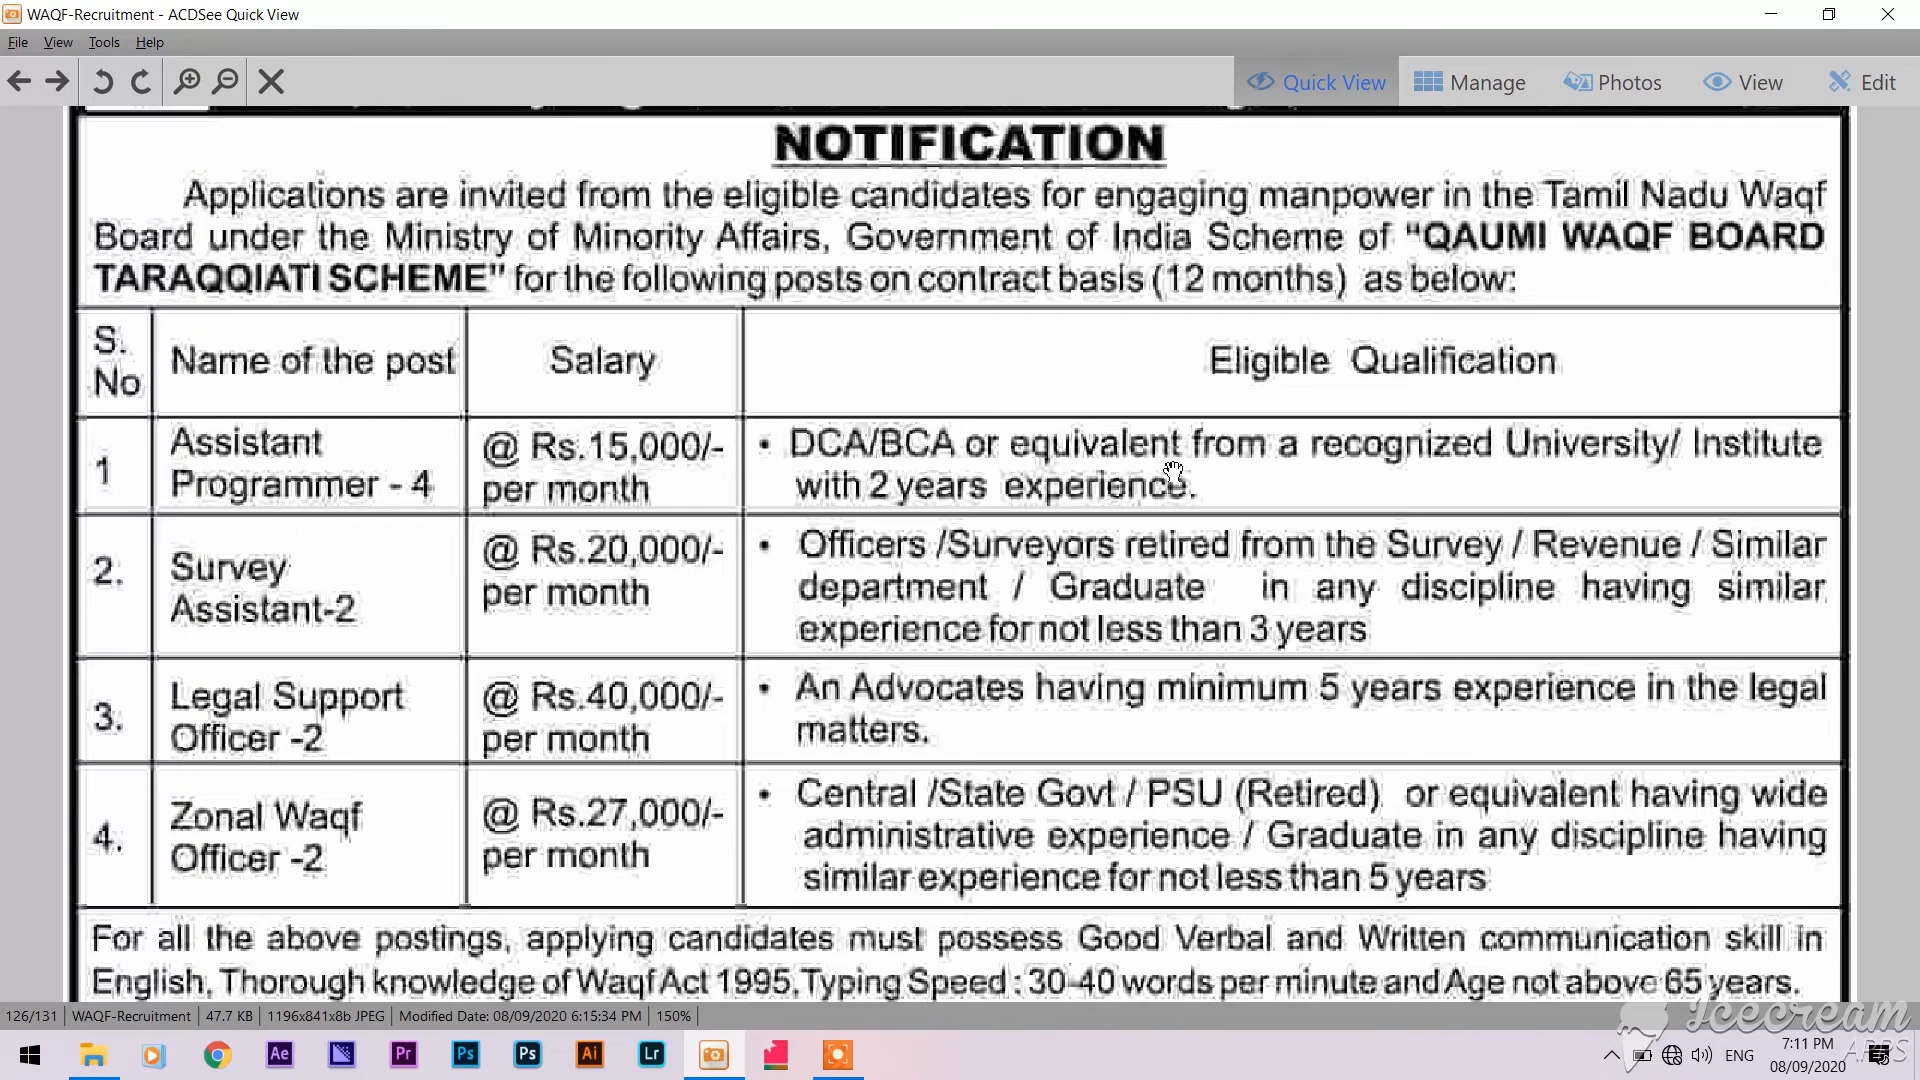 WAQF-Recruitment - ACDSee Quick View
File View Tools Help
Quick View Manage Photos View Edit
NOTIFICATION
Applications are invited from the eligible candidates for engaging manpower in the Tamil Nadu Waqf
Board under the Ministry of Minority Affairs, Government of India Scheme of “QAUMI WAQF BOARD
TARAQQIATI SCHEME” for the following posts on contract basis (12 months) as below:
S.
No
Name of the post
Salary
Eligible Qualification
1
Assistant
Programmer - 4
@ Rs.15,000/-
per month
• DCA/BCA or equivalent from a recognized University/ Institute
with 2 years experience.
2.
Survey
Assistant-2
@ Rs.20,000/-
per month
• Officers /Surveyors retired from the Survey / Revenue / Similar
department / Graduate in any discipline having similar
experience for not less than 3 years
3.
Legal Support
Officer -2
@ Rs.40,000/-
per month
• An Advocates having minimum 5 years experience in the legal
matters.
4.
Zonal Waqf
Officer -2
@ Rs.27,000/-
per month
• Central /State Govt / PSU (Retired) or equivalent having wide
administrative experience / Graduate in any discipline having
similar experience for not less than 5 years
For all the above postings, applying candidates must possess Good Verbal and Written communication skill in
English, Thorough knowledge of Waqf Act 1995, Typing Speed : 30-40 words per minute and Age not above 65 years.
126/131 WAQF-Recruitment 47.7 KB 1196x841x8b JPEG Modified Date: 08/09/2020 6:15:34 PM 150%
Icecream
APPS
Ae Pr Ps Ps Ai Lr
ENG
7:11 PM
08/09/2020